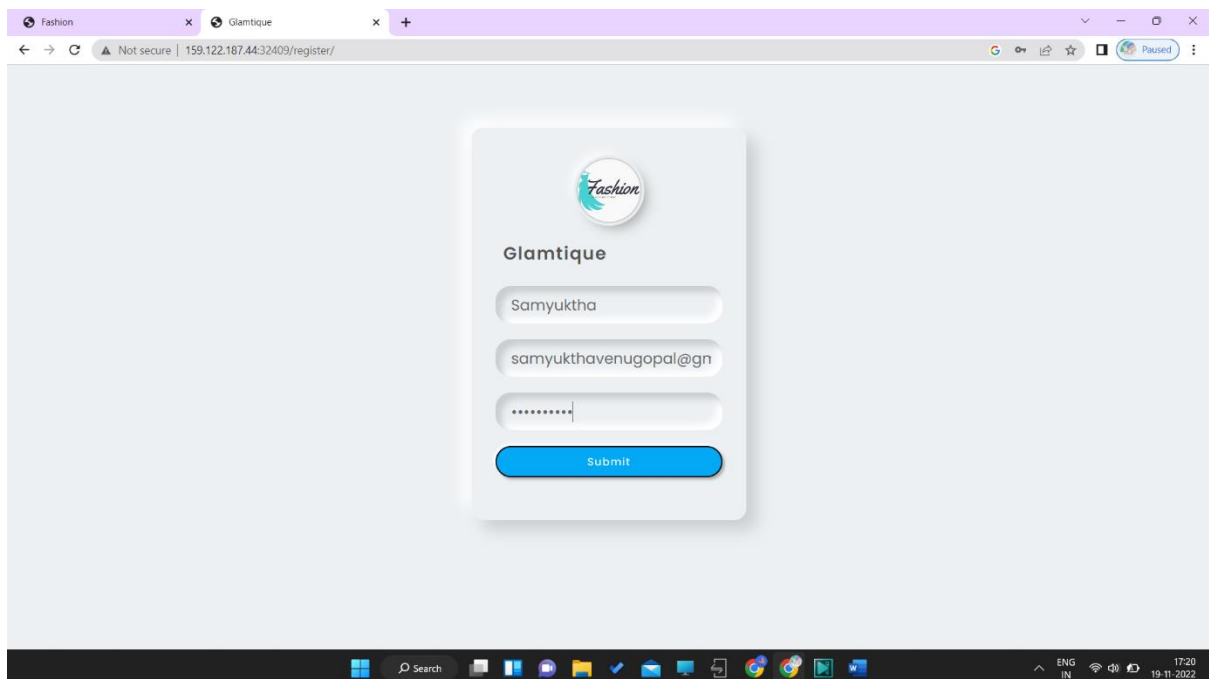 Fashion
Glamtique
Not secure | 159.122.187.44:32409/register/
Paused
Fashion
Glamtique
Samyuktha
samyukthavenugopal@gm
••••••••••
Submit
Search
ENG
IN
17:20
19-11-2022